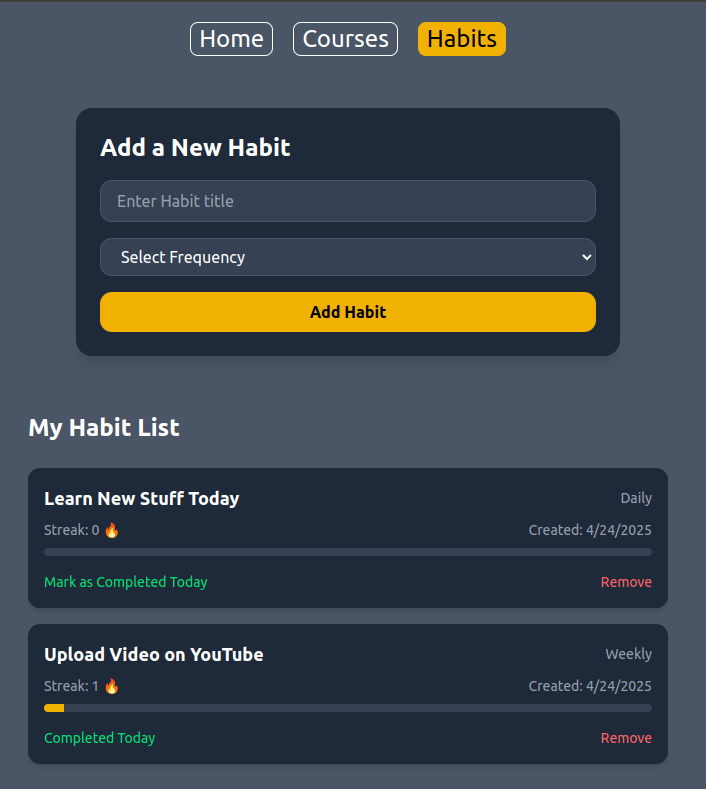 Home Courses Habits
Add a New Habit
Enter Habit title
Select Frequency
Add Habit
My Habit List
Learn New Stuff Today Daily
Streak: 0 🔥 Created: 4/24/2025
Mark as Completed Today Remove
Upload Video on YouTube Weekly
Streak: 1 🔥 Created: 4/24/2025
Completed Today Remove